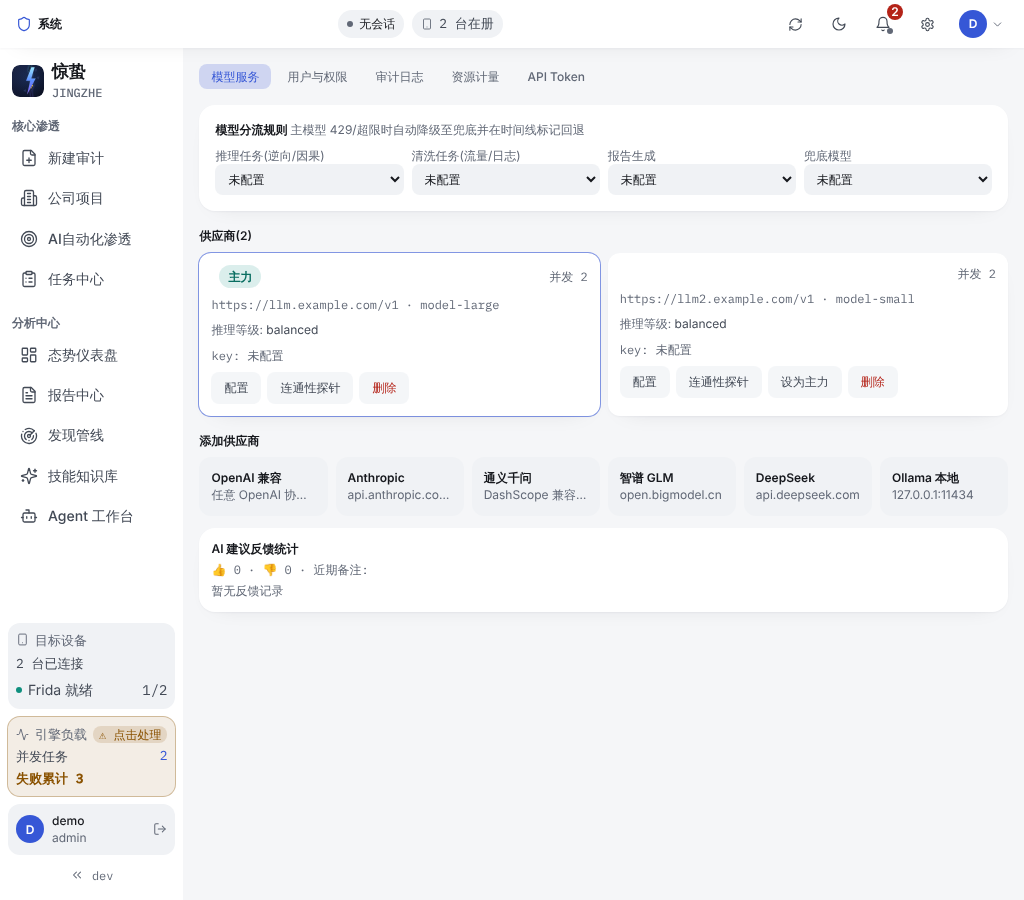 系统
无会话
2 台在册
2
D
惊蛰
JINGZHE
核心渗透
新建审计
公司项目
AI自动化渗透
任务中心
分析中心
态势仪表盘
报告中心
发现管线
技能知识库
Agent 工作台
目标设备
2 台已连接
Frida 就绪 1/2
引擎负载 ⚠ 点击处理
并发任务 2
失败累计 3
D
demo
admin
« dev
模型服务 用户与权限 审计日志 资源计量 API Token
模型分流规则 主模型 429/超限时自动降级至兜底并在时间线标记回退
推理任务(逆向/因果) 清洗任务(流量/日志) 报告生成 兜底模型
未配置 未配置 未配置 未配置
供应商(2)
主力 并发 2
https://llm.example.com/v1 · model-large
推理等级: balanced
key: 未配置
配置 连通性探针 删除
并发 2
https://llm2.example.com/v1 · model-small
推理等级: balanced
key: 未配置
配置 连通性探针 设为主力 删除
添加供应商
OpenAI 兼容
任意 OpenAI 协...
Anthropic
api.anthropic.co...
通义千问
DashScope 兼容...
智谱 GLM
open.bigmodel.cn
DeepSeek
api.deepseek.com
Ollama 本地
127.0.0.1:11434
AI 建议反馈统计
👍 0 · 👎 0 · 近期备注:
暂无反馈记录